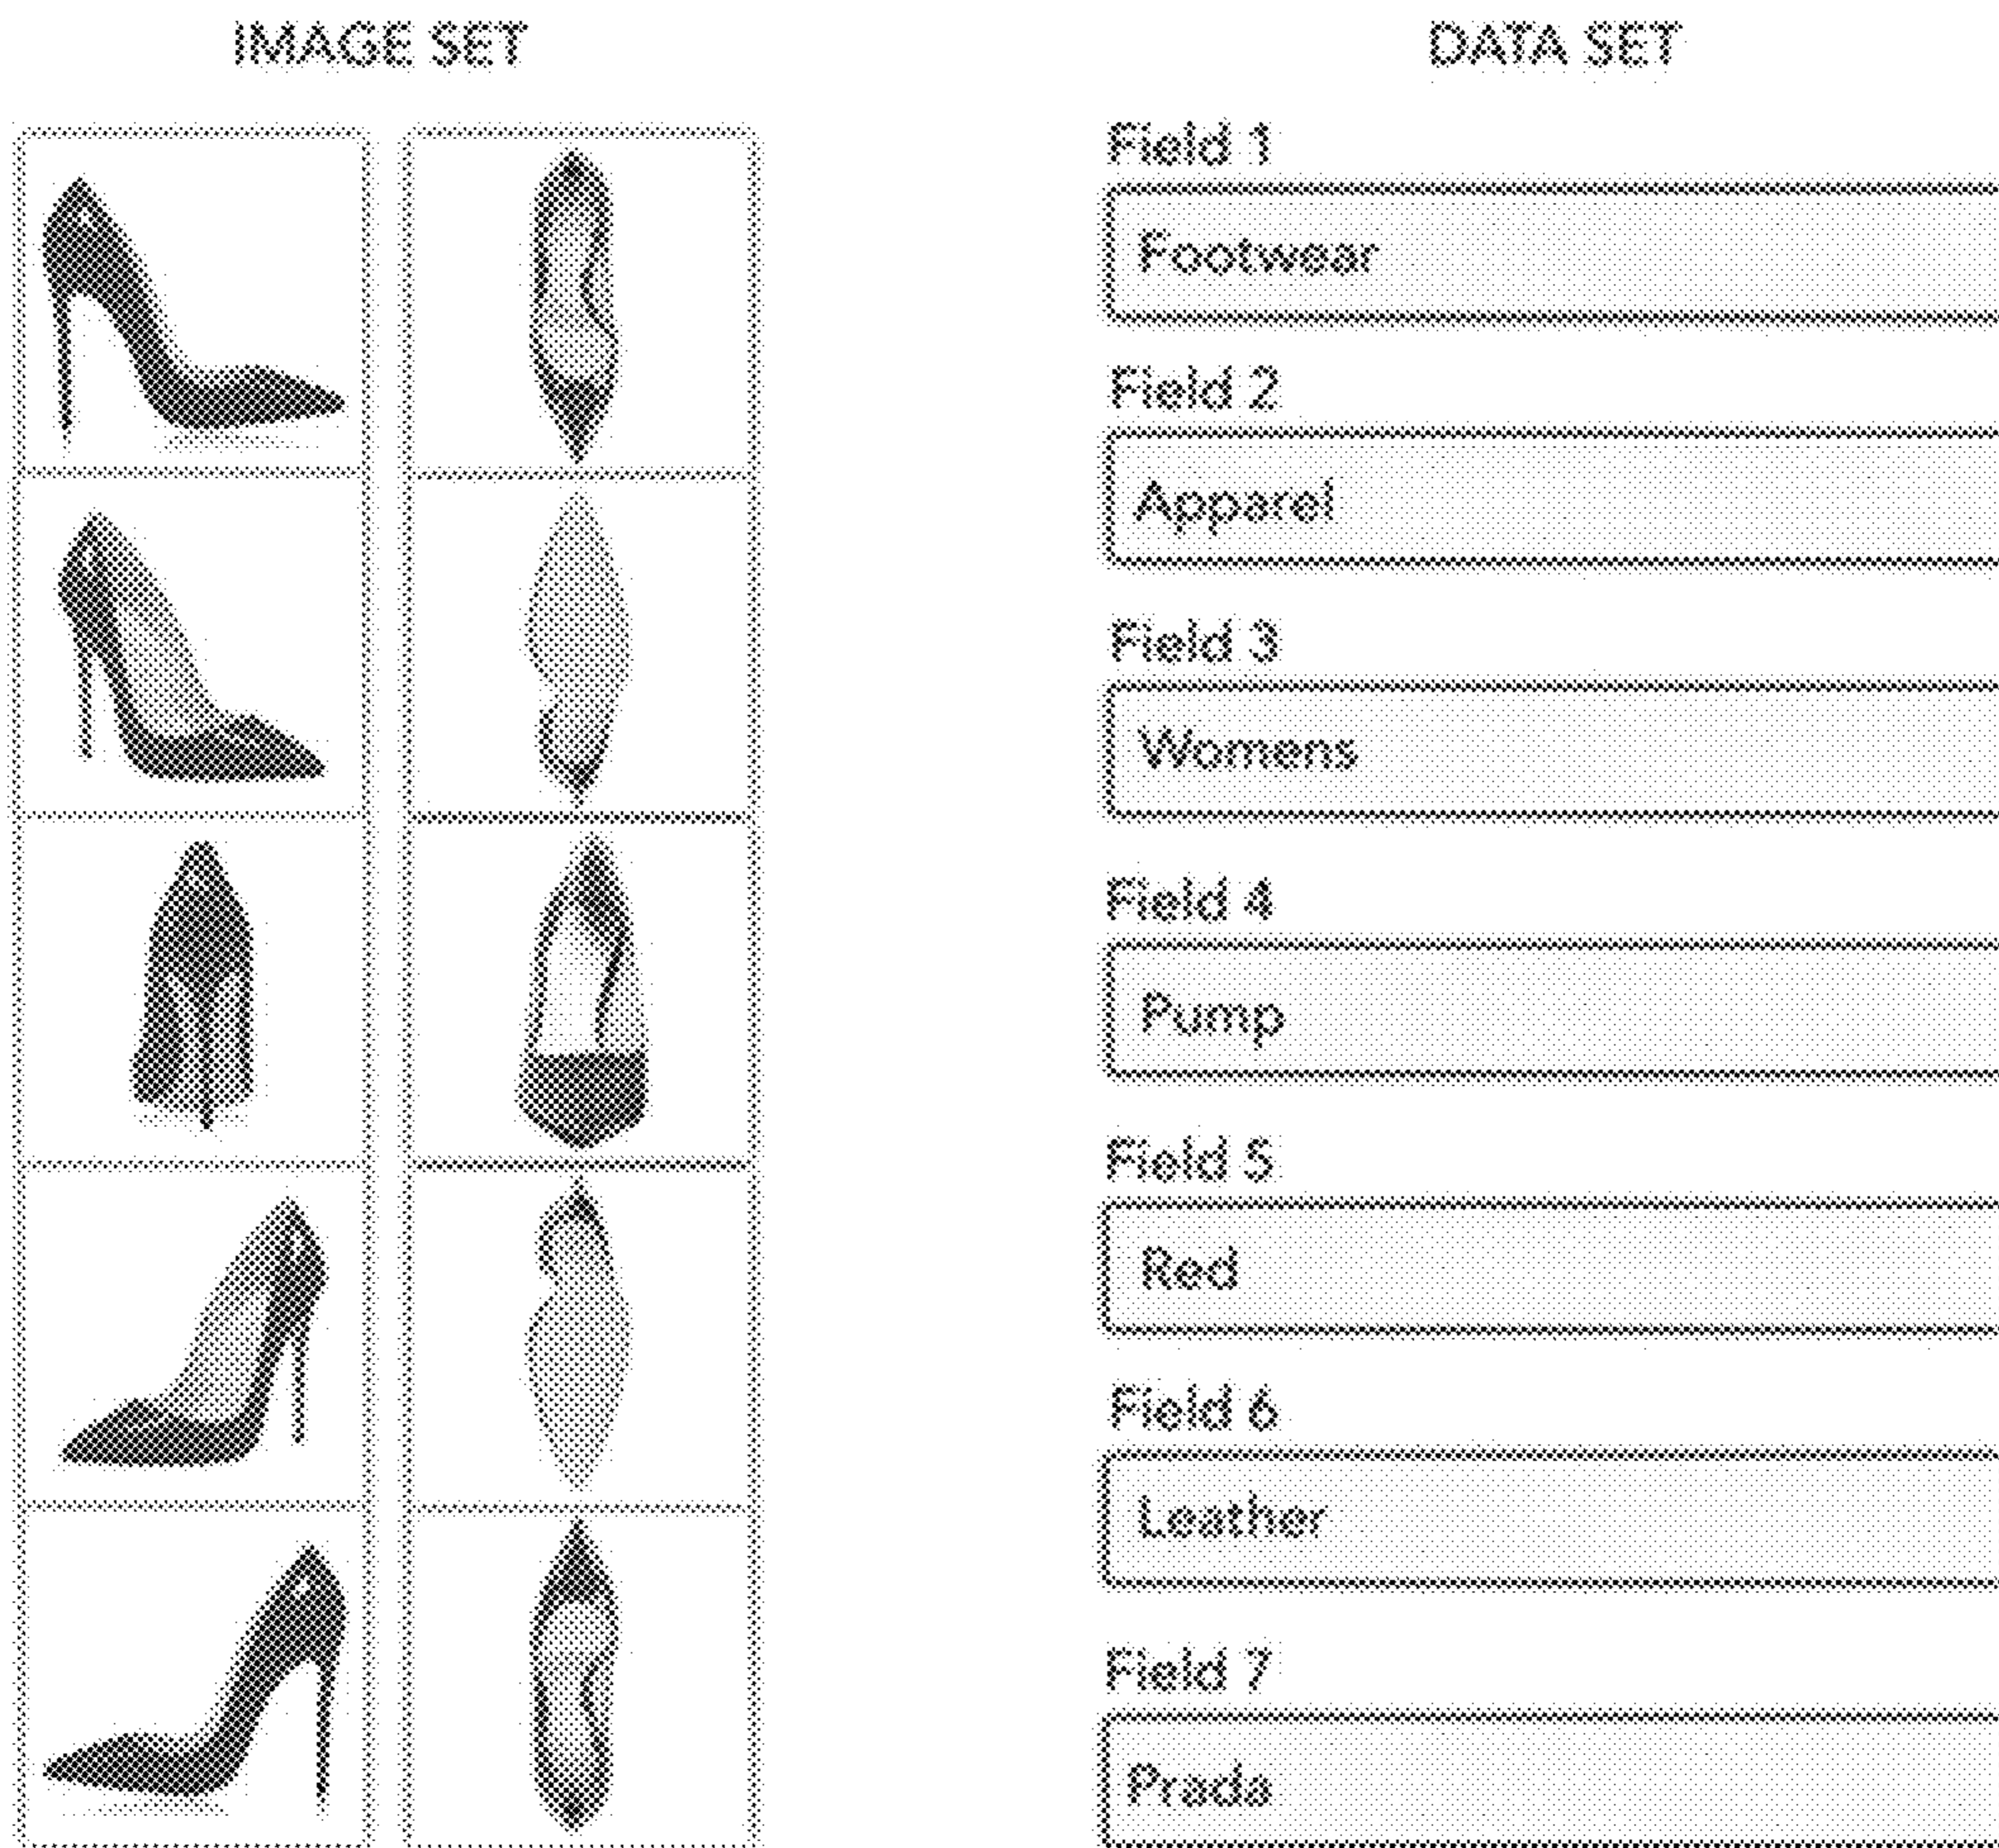 IMAGE SET
DATA SET
Field 1
Footwear
Field 2
Apparel
Field 3
Womens
Field 4
Pump
Field 5
Red
Field 6
Leather
Field 7
Prada